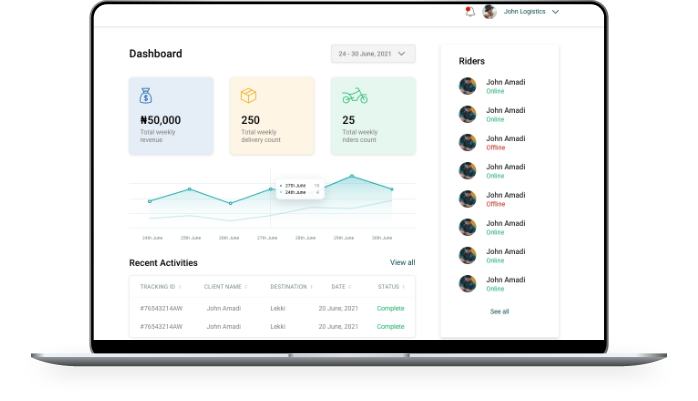 John Logistics
Dashboard
24 - 30 June, 2021
₦50,000
Total weekly
revenue
250
Total weekly
delivery count
25
Total weekly
riders count
27th June
24th June
24th June
25th June
26th June
27th June
28th June
29th June
30th June
Recent Activities
View all
TRACKING ID
CLIENT NAME
DESTINATION
DATE
STATUS
#76543214AW
John Amadi
Lekki
20 June, 2021
Complete
#76543214AW
John Amadi
Lekki
20 June, 2021
Complete
Riders
John Amadi
Online
John Amadi
Online
John Amadi
Offline
John Amadi
Online
John Amadi
Offline
John Amadi
Online
John Amadi
Online
John Amadi
Online
See all